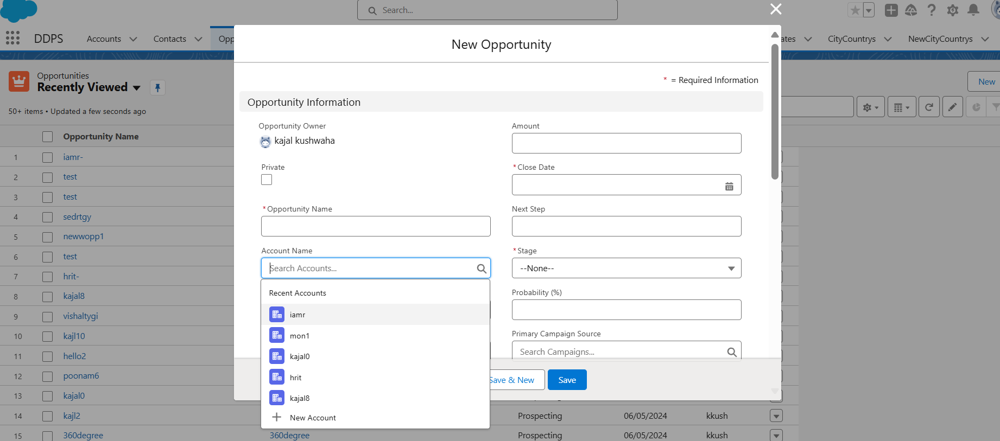 Search...
DDPS
Accounts
Contacts
Opp
ates
CityCountrys
NewCityCountrys
Opportunities
Recently Viewed
50+ items • Updated a few seconds ago
New
Opportunity Name
1 iamr-
2 test
3 test
4 sedrtgy
5 newwopp1
6 test
7 hrit-
8 kajal8
9 vishaltygi
10 kajl10
11 hello2
12 poonam6
13 kajal0
14 kajl2 Prospecting 06/05/2024 kkush
15 360degree 360degree Prospecting 06/05/2024 kkush
New Opportunity
* = Required Information
Opportunity Information
Opportunity Owner
kajal kushwaha
Amount
Private
* Close Date
* Opportunity Name
Next Step
Account Name
Search Accounts...
* Stage
--None--
Recent Accounts
iamr
mon1
kajal0
hrit
kajal8
New Account
Probability (%)
Primary Campaign Source
Search Campaigns...
Save & New
Save